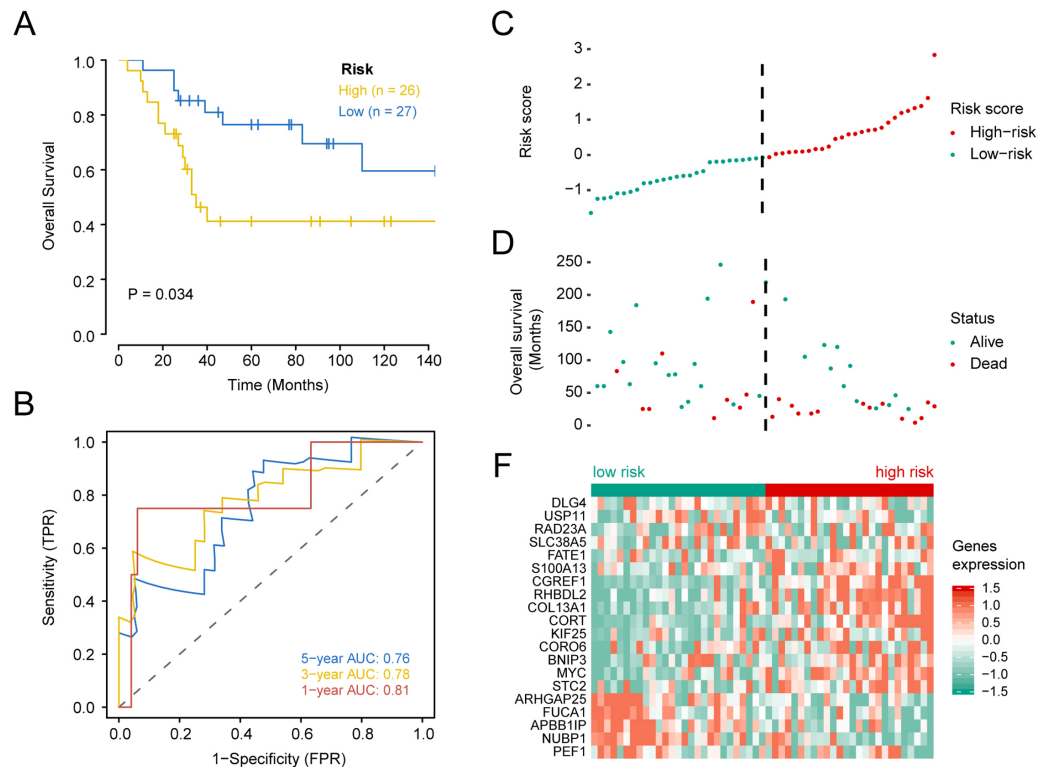 A
1.0
0.8
0.6
0.4
0.2
0.0
Overall Survival
Risk
High (n = 26)
Low (n = 27)
P = 0.034
0 20 40 60 80 100 120 140
Time (Months)
B
1.0
0.8
0.6
0.4
0.2
0.0
Sensitivity (TPR)
5−year AUC: 0.76
3−year AUC: 0.78
1−year AUC: 0.81
0.0 0.2 0.4 0.6 0.8 1.0
1−Specificity (FPR)
C
3
2
1
0
−1
Risk score
Risk score
High−risk
Low−risk
D
250
200
150
100
50
0
Overall survival
(Months)
Status
Alive
Dead
F
low risk
high risk
DLG4
USP11
RAD23A
SLC38A5
FATE1
S100A13
CGREF1
RHBDL2
COL13A1
CORT
KIF25
CORO6
BNIP3
MYC
STC2
ARHGAP25
FUCA1
APBB1IP
NUBP1
PEF1
Genes
expression
1.5
1.0
0.5
0.0
−0.5
−1.0
−1.5